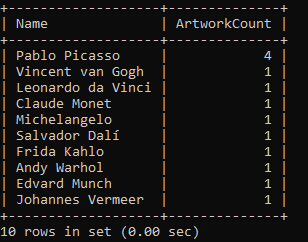 +-------------------+--------------+
| Name              | ArtworkCount |
+-------------------+--------------+
| Pablo Picasso     |            4 |
| Vincent van Gogh  |            1 |
| Leonardo da Vinci |            1 |
| Claude Monet      |            1 |
| Michelangelo      |            1 |
| Salvador Dalí     |            1 |
| Frida Kahlo       |            1 |
| Andy Warhol       |            1 |
| Edvard Munch      |            1 |
| Johannes Vermeer  |            1 |
+-------------------+--------------+
10 rows in set (0.00 sec)